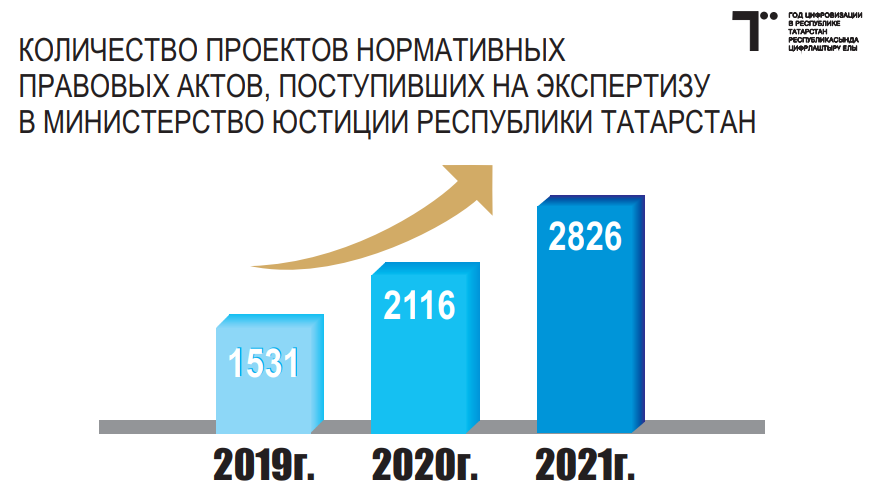 ГОД ЦИФРОВИЗАЦИИ
В РЕСПУБЛИКЕ
ТАТАРСТАН
РЕСПУБЛИКАСЫНДА
ЦИФРЛАШТЫРУ ЕЛЫ
КОЛИЧЕСТВО ПРОЕКТОВ НОРМАТИВНЫХ
ПРАВОВЫХ АКТОВ, ПОСТУПИВШИХ НА ЭКСПЕРТИЗУ
В МИНИСТЕРСТВО ЮСТИЦИИ РЕСПУБЛИКИ ТАТАРСТАН
1531
2116
2826
2019г.
2020г.
2021г.